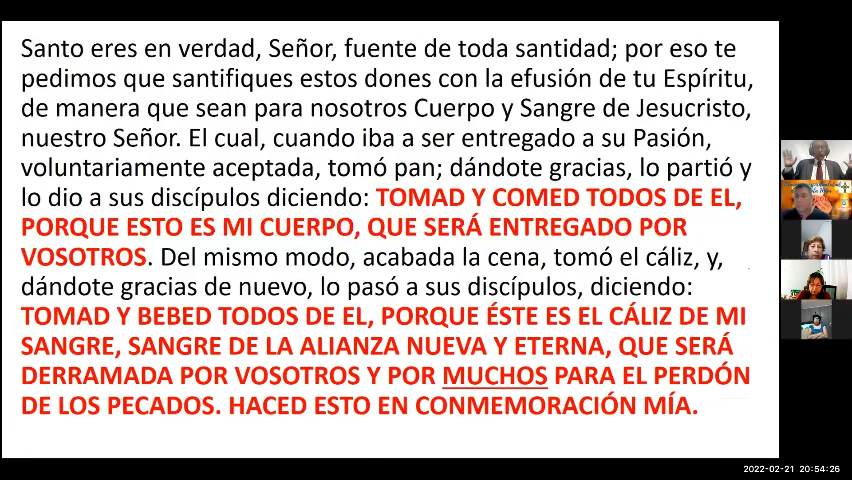 Santo eres en verdad, Señor, fuente de toda santidad; por eso te
pedimos que santifiques estos dones con la efusión de tu Espíritu,
de manera que sean para nosotros Cuerpo y Sangre de Jesucristo,
nuestro Señor. El cual, cuando iba a ser entregado a su Pasión,
voluntariamente aceptada, tomó pan; dándote gracias, lo partió y
lo dio a sus discípulos diciendo: TOMAD Y COMED TODOS DE EL,
PORQUE ESTO ES MI CUERPO, QUE SERÁ ENTREGADO POR
VOSOTROS. Del mismo modo, acabada la cena, tomó el cáliz, y,
dándote gracias de nuevo, lo pasó a sus discípulos, diciendo:
TOMAD Y BEBED TODOS DE EL, PORQUE ÉSTE ES EL CÁLIZ DE MI
SANGRE, SANGRE DE LA ALIANZA NUEVA Y ETERNA, QUE SERÁ
DERRAMADA POR VOSOTROS Y POR MUCHOS PARA EL PERDÓN
DE LOS PECADOS. HACED ESTO EN CONMEMORACIÓN MÍA.
2022-02-21 20:54:26